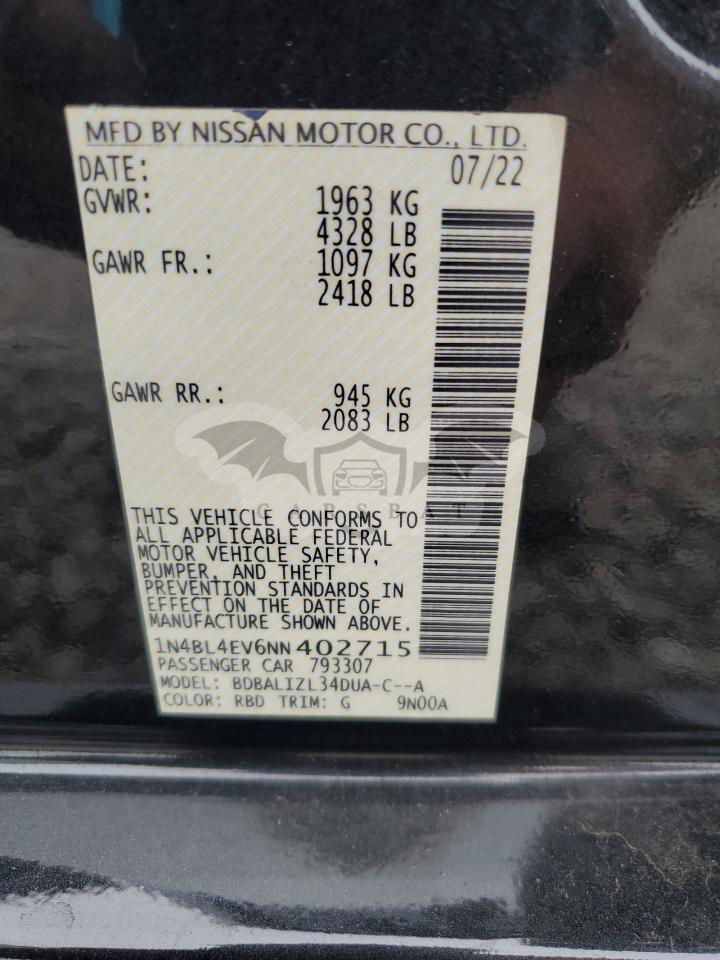 MFD BY NISSAN MOTOR CO., LTD.
DATE: 07/22
GVWR: 1963 KG
4328 LB
GAWR FR.: 1097 KG
2418 LB
GAWR RR.: 945 KG
2083 LB
CARSBAT
THIS VEHICLE CONFORMS TO
ALL APPLICABLE FEDERAL
MOTOR VEHICLE SAFETY,
BUMPER, AND THEFT
PREVENTION STANDARDS IN
EFFECT ON THE DATE OF
MANUFACTURE SHOWN ABOVE.
1N4BL4EV6NN402715
PASSENGER CAR 793307
MODEL: BDBALIZL34DUA-C--A
COLOR: RBD TRIM: G 9N00A